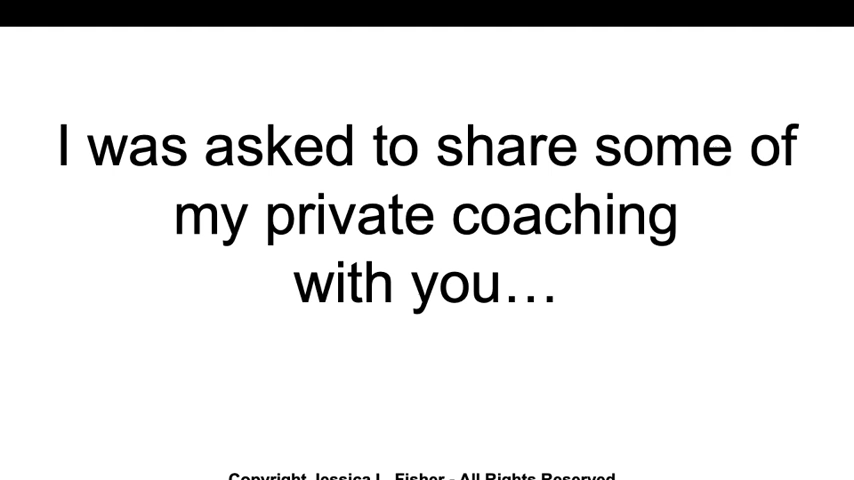 I was asked to share some of
my private coaching
with you…
Copyright Jessica L. Fisher - All Rights Reserved